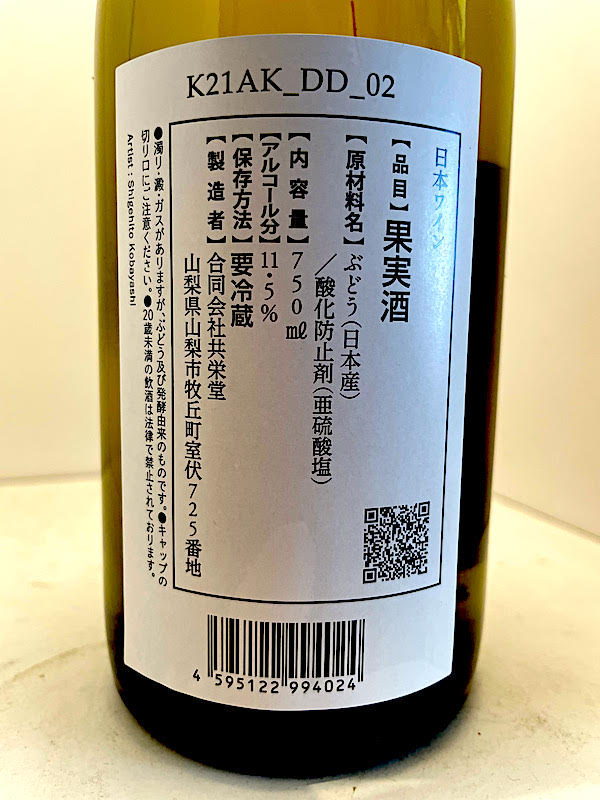 K21AK_DD_02
日本ワイン
【品目】果実酒
【原材料名】ぶどう(日本産)
／酸化防止剤(亜硫酸塩)
【内容量】750㎖
【アルコール分】11・5%
【保存方法】要冷蔵
【製造者】合同会社共栄堂
山梨県山梨市牧丘町室伏725番地
●濁り・澱・ガスがありますが、ぶどう及び発酵由来のものです。●キャップの
切り口にご注意ください。●20歳未満の飲酒は法律で禁止されております。
Artist : Shigehito Kobayashi
4 595122 994024